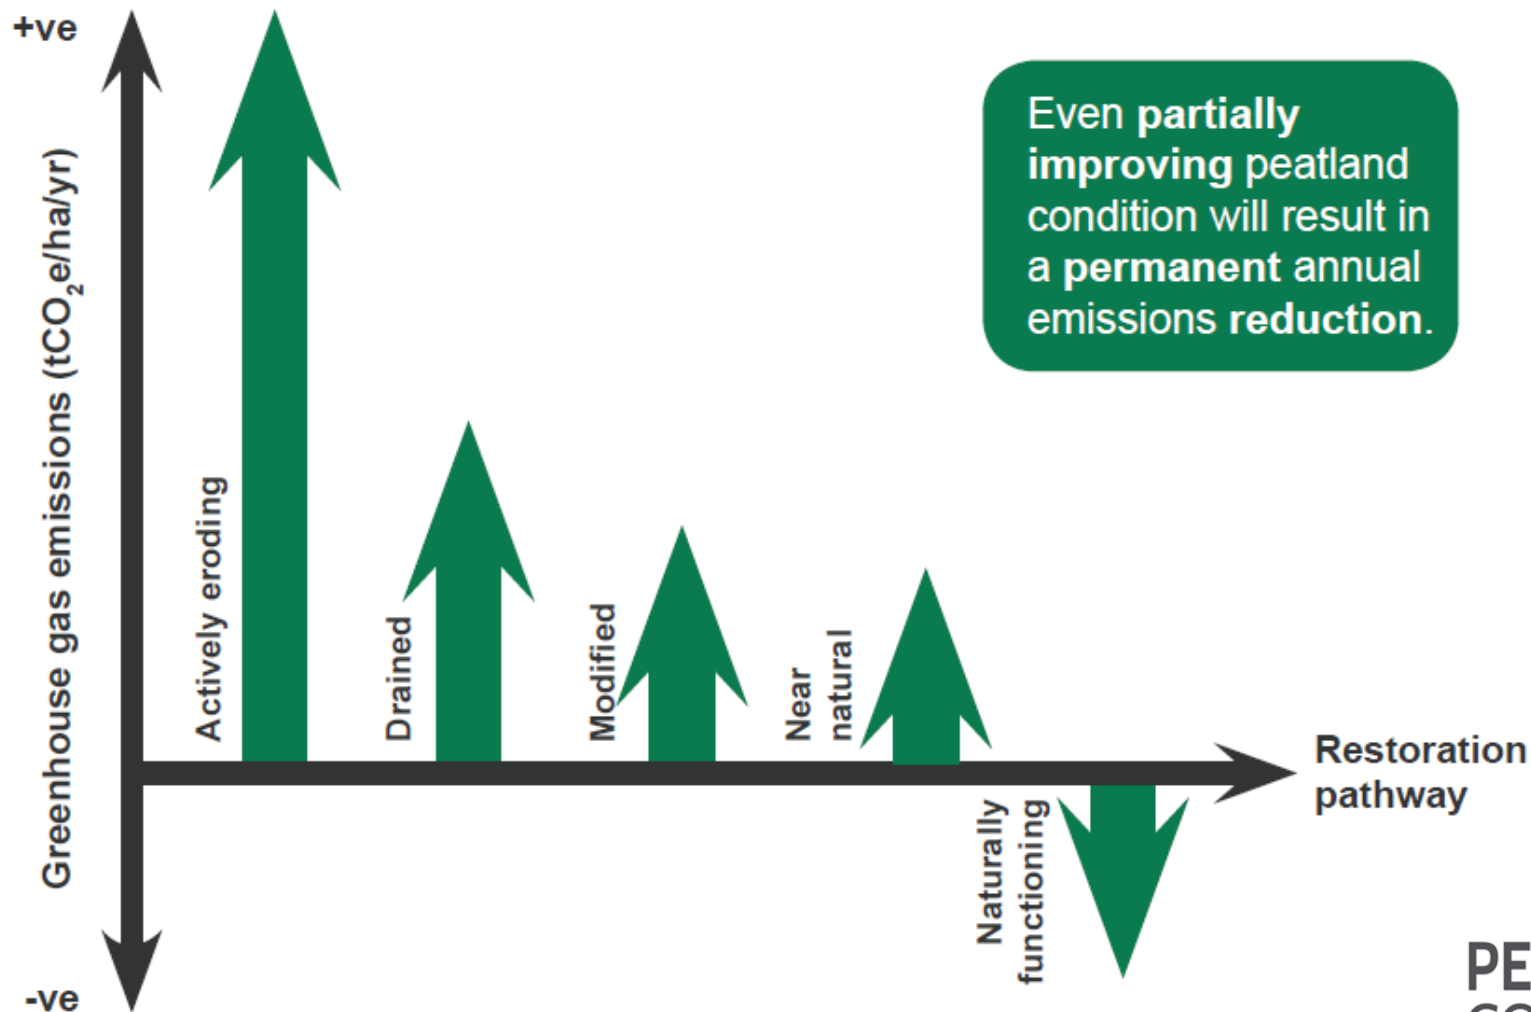 +ve
Greenhouse gas emissions (tCO₂e/ha/yr)
-ve
Actively eroding
Drained
Modified
Near
natural
Naturally
functioning
Restoration
pathway
Even partially
improving peatland
condition will result in
a permanent annual
emissions reduction.
PE